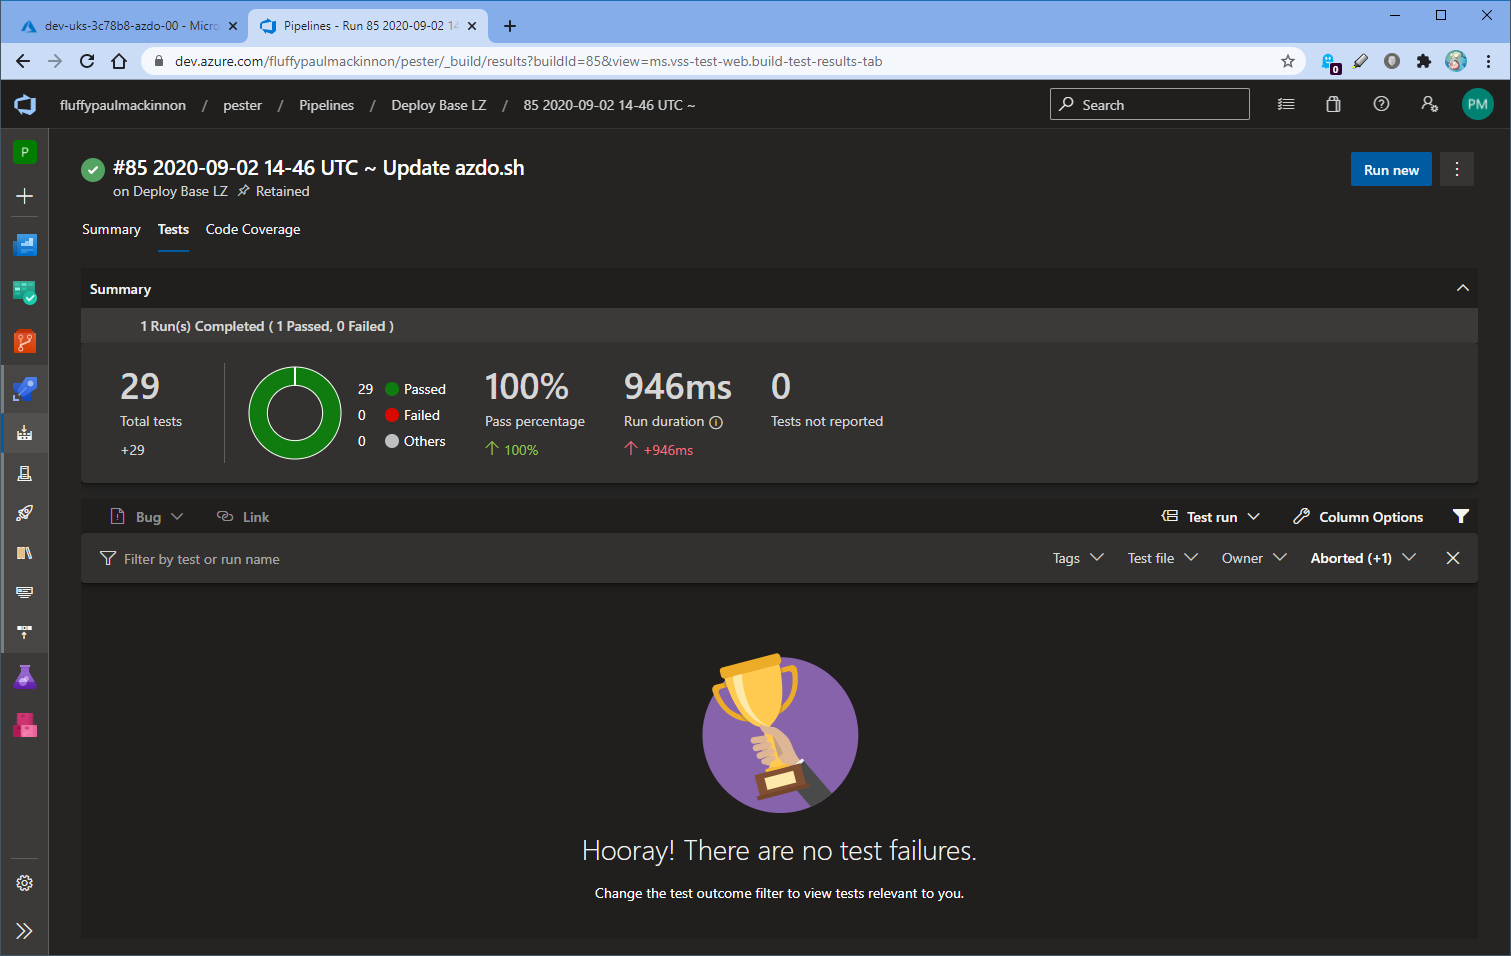 dev-uks-3c78b8-azdo-00 - Micro
Pipelines - Run 85 2020-09-02 14
dev.azure.com/fluffypaulmackinnon/pester/_build/results?buildId=85&view=ms.vss-test-web.build-test-results-tab
0
fluffypaulmackinnon / pester / Pipelines / Deploy Base LZ / 85 2020-09-02 14-46 UTC ~
Search
PM
P
#85 2020-09-02 14-46 UTC ~ Update azdo.sh
on Deploy Base LZ Retained
Run new
Summary Tests Code Coverage
Summary
1 Run(s) Completed ( 1 Passed, 0 Failed )
29
Total tests
+29
29 Passed
0 Failed
0 Others
100%
Pass percentage
100%
946ms
Run duration
+946ms
0
Tests not reported
Bug Link Test run Column Options
Filter by test or run name Tags Test file Owner Aborted (+1)
Hooray! There are no test failures.
Change the test outcome filter to view tests relevant to you.